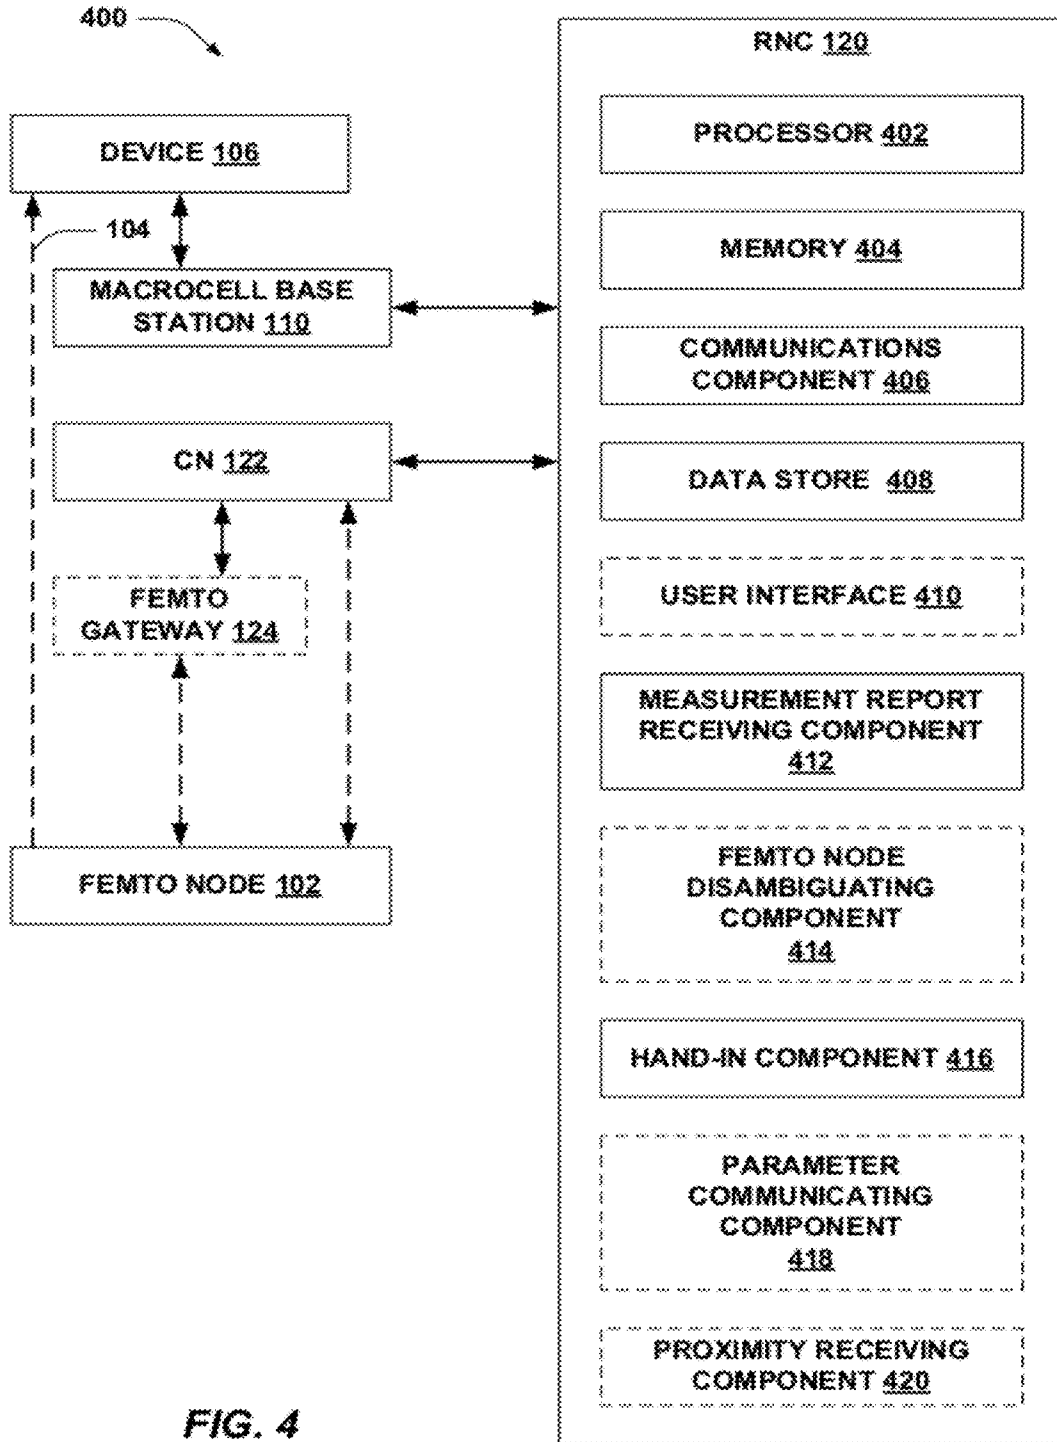 400
RNC 120
DEVICE 106
104
MACROCELL BASE
STATION 110
CN 122
FEMTO
GATEWAY 124
FEMTO NODE 102
PROCESSOR 402
MEMORY 404
COMMUNICATIONS
COMPONENT 406
DATA STORE 408
USER INTERFACE 410
MEASUREMENT REPORT
RECEIVING COMPONENT
412
FEMTO NODE
DISAMBIGUATING
COMPONENT
414
HAND-IN COMPONENT 416
PARAMETER
COMMUNICATING
COMPONENT
418
PROXIMITY RECEIVING
COMPONENT 420
FIG. 4